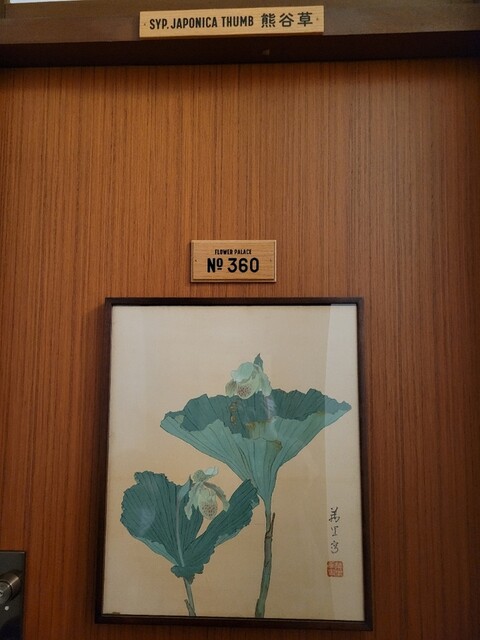 SYP. JAPONICA THUMB 熊谷草
FLOWER PALACE
Nº 360